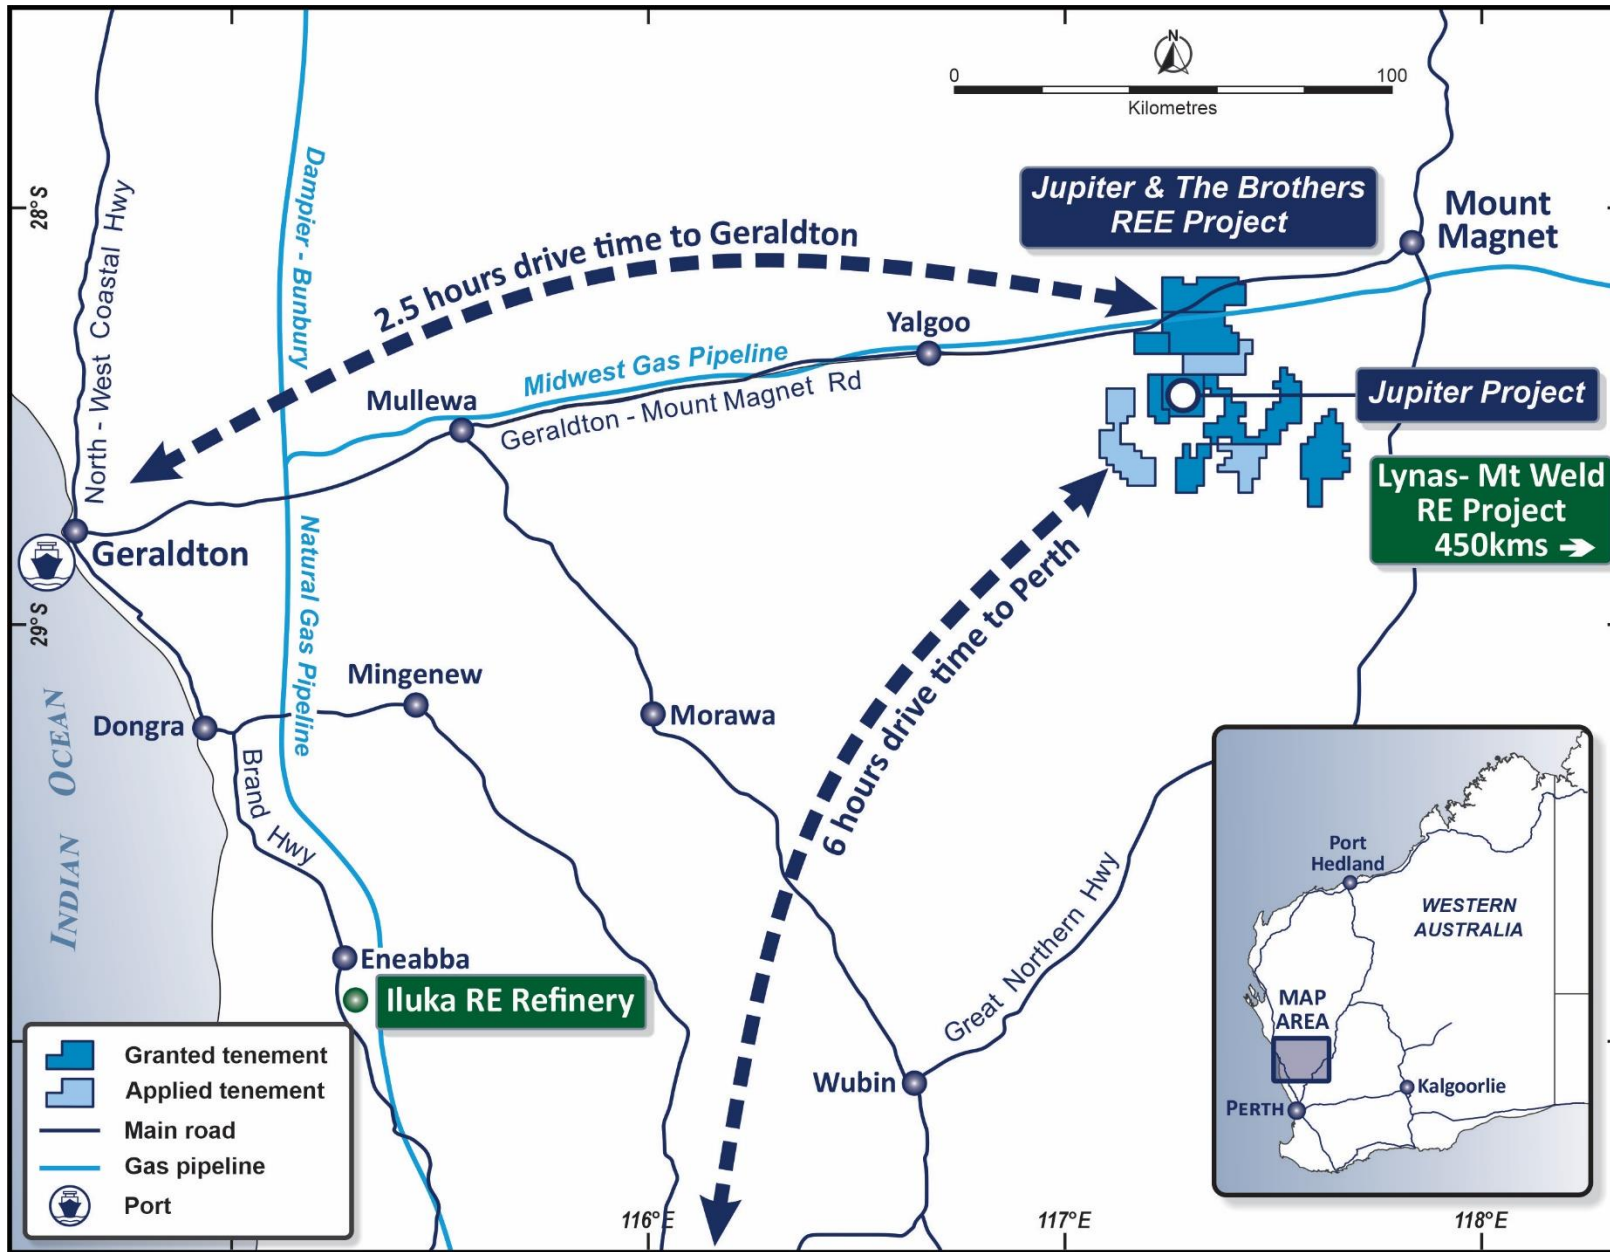 N
0
100
Kilometres
28°S
29°S
116°E
117°E
118°E
North - West Coastal Hwy
Dampier - Bunbury
Natural Gas Pipeline
2.5 hours drive time to Geraldton
Jupiter & The Brothers
REE Project
Mount
Magnet
Yalgoo
Midwest Gas Pipeline
Mullewa
Geraldton - Mount Magnet Rd
Jupiter Project
Lynas- Mt Weld
RE Project
450kms
Geraldton
6 hours drive time to Perth
Mingenew
Dongra
Morawa
INDIAN OCEAN
Brand Hwy
Great Northern Hwy
Eneabba
Iluka RE Refinery
Wubin
Granted tenement
Applied tenement
Main road
Gas pipeline
Port
Port
Hedland
WESTERN
AUSTRALIA
MAP
AREA
Kalgoorlie
PERTH